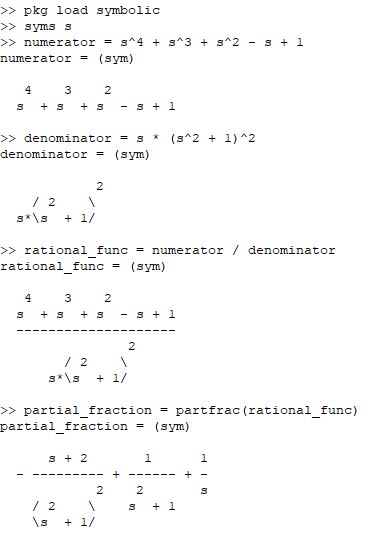 >> pkg load symbolic
>> syms s
>> numerator = s^4 + s^3 + s^2 - s + 1
numerator = (sym)
   4    3    2
  s  + s  + s  - s + 1
>> denominator = s * (s^2 + 1)^2
denominator = (sym)
            2
    / 2    \
  s*\s  + 1/
>> rational_func = numerator / denominator
rational_func = (sym)
   4    3    2
  s  + s  + s  - s + 1
  --------------------
                2
        / 2    \
      s*\s  + 1/
>> partial_fraction = partfrac(rational_func)
partial_fraction = (sym)
      s + 2       1      1
  - --------- + ------ + -
            2    2       s
    / 2    \    s  + 1
    \s  + 1/